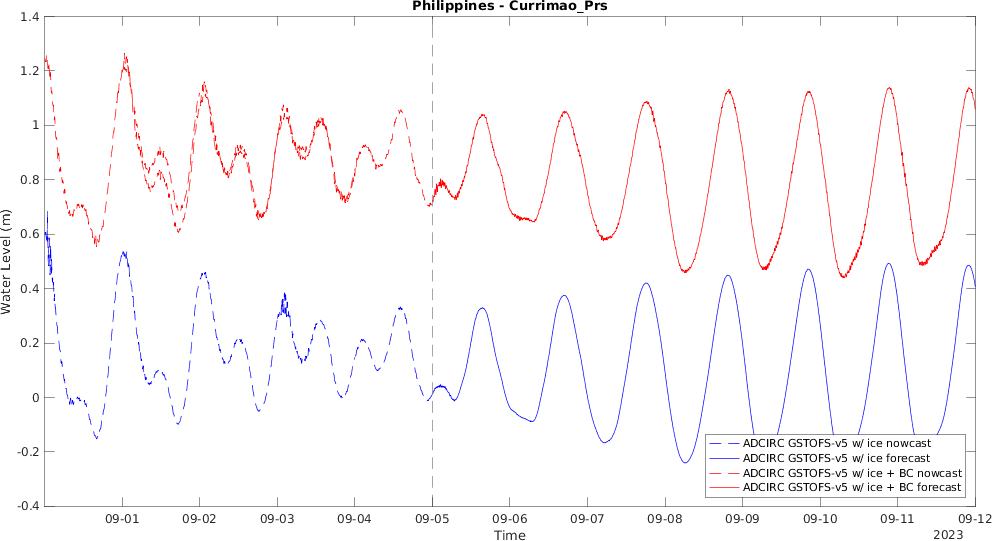 Philippines - Currimao_Prs
1.4
1.2
1
0.8
0.6
0.4
0.2
0
-0.2
-0.4
Water Level (m)
ADCIRC GSTOFS-v5 w/ ice nowcast
ADCIRC GSTOFS-v5 w/ ice forecast
ADCIRC GSTOFS-v5 w/ ice + BC nowcast
ADCIRC GSTOFS-v5 w/ ice + BC forecast
09-01 09-02 09-03 09-04 09-05 09-06 09-07 09-08 09-09 09-10 09-11 09-12
Time
2023